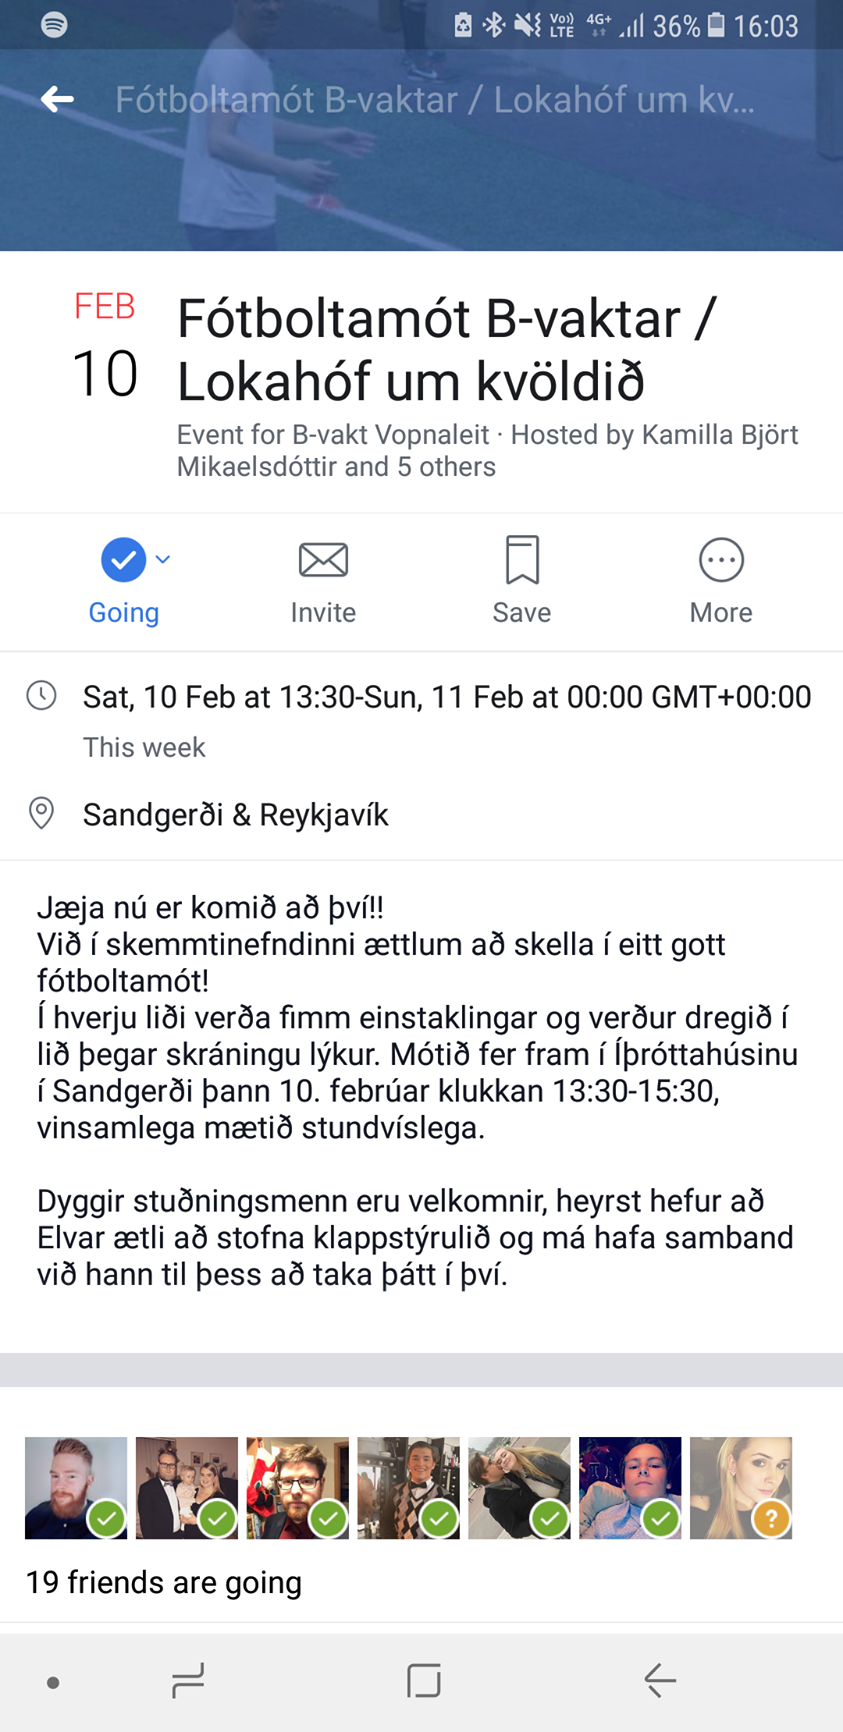 Vo)) LTE 4G+ 36% 16:03
Fótboltamót B-vaktar / Lokahóf um kv...
FEB
10
Fótboltamót B-vaktar /
Lokahóf um kvöldið
Event for B-vakt Vopnaleit · Hosted by Kamilla Björt
Mikaelsdóttir and 5 others
Going
Invite
Save
More
Sat, 10 Feb at 13:30-Sun, 11 Feb at 00:00 GMT+00:00
This week
Sandgerði & Reykjavík
Jæja nú er komið að því!!
Við í skemmtinefndinni ættlum að skella í eitt gott
fótboltamót!
Í hverju liði verða fimm einstaklingar og verður dregið í
lið þegar skráningu lýkur. Mótið fer fram í Íþróttahúsinu
í Sandgerði þann 10. febrúar klukkan 13:30-15:30,
vinsamlega mætið stundvíslega.
Dyggir stuðningsmenn eru velkomnir, heyrst hefur að
Elvar ætli að stofna klappstýrulið og má hafa samband
við hann til þess að taka þátt í því.
?
19 friends are going